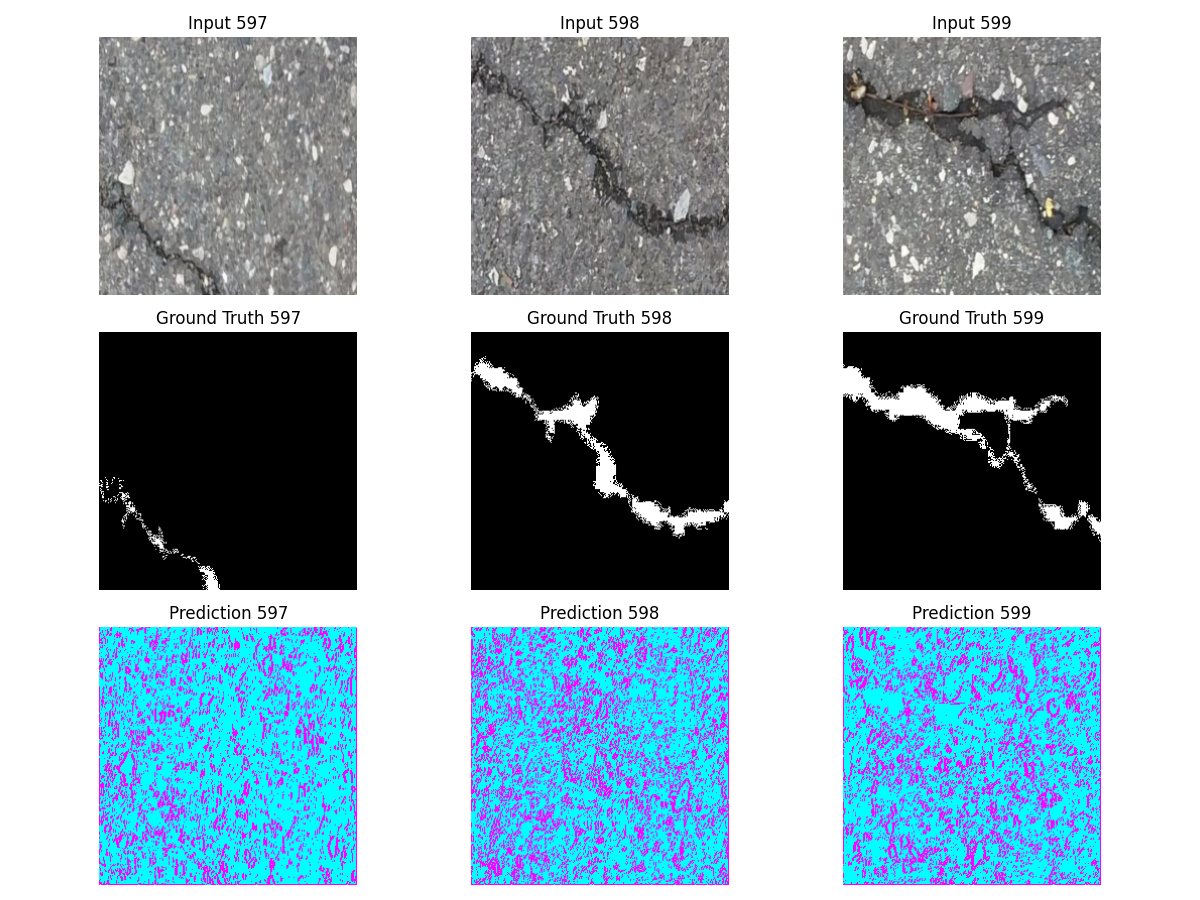 Input 597
Input 598
Input 599
Ground Truth 597
Ground Truth 598
Ground Truth 599
Prediction 597
Prediction 598
Prediction 599